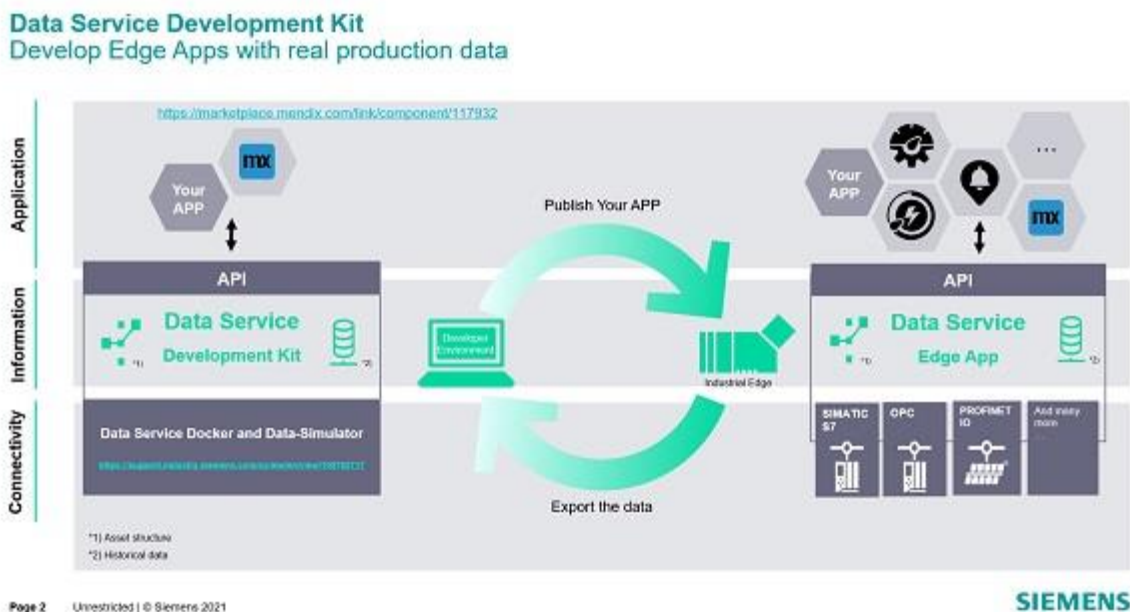 Data Service Development Kit
Develop Edge Apps with real production data
Application
Information
Connectivity
https://marketplace.mendix.com/link/component/117932
mx
Your
APP
API
Data Service
Development Kit
*1)
*2)
Data Service Docker and Data-Simulator
*1) Asset structure
*2) Historical data
Publish Your APP
Developer
Environment
Industrial Edge
Export the data
Your
APP
...
mx
API
Data Service
Edge App
*1)
*2)
SIMATIC
S7
OPC
PROFINET
IO
And many
more
Page 2
Unrestricted | © Siemens 2021
SIEMENS